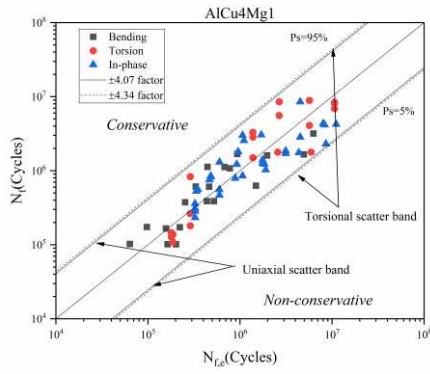 AlCu4Mg1
10^8
10^7
10^6
10^5
10^4
N_f(Cycles)
Bending
Torsion
In-phase
±4.07 factor
±4.34 factor
Ps=95%
Ps=5%
Conservative
Torsional scatter band
Uniaxial scatter band
Non-conservative
10^4
10^5
10^6
10^7
10^8
N_f,e(Cycles)